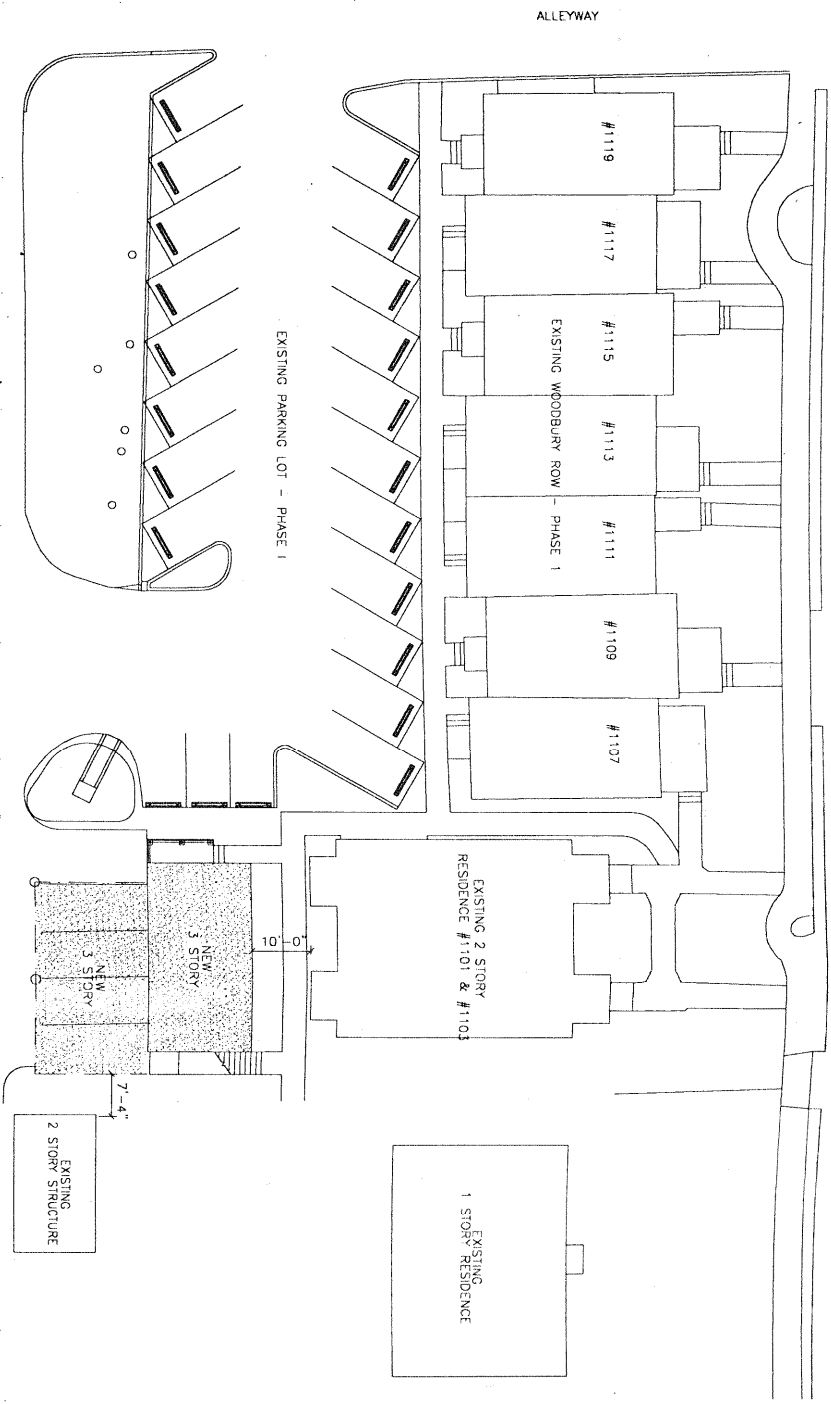 ALLEYWAY
#1119
#1117
#1115
#1113
#1111
#1109
#1107
EXISTING WOODBURY ROW - PHASE 1
EXISTING PARKING LOT - PHASE I
EXISTING 2 STORY
RESIDENCE #1101 & #1103
10'-0"
NEW
3 STORY
NEW
3 STORY
7'-4"
EXISTING
2 STORY STRUCTURE
EXISTING
1 STORY RESIDENCE